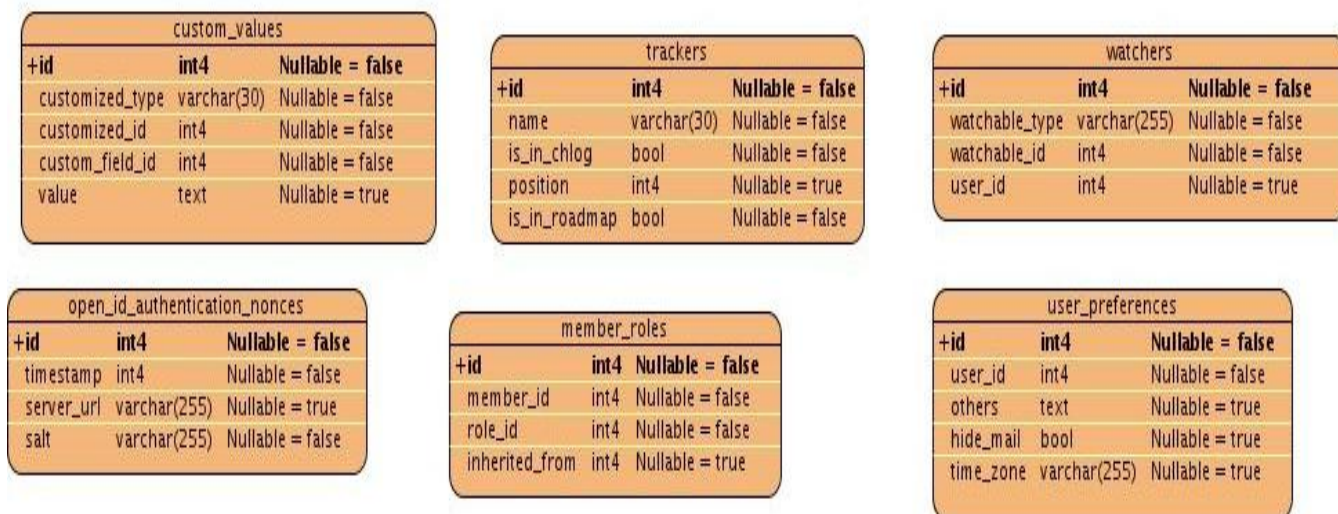 custom_values
+id int4 Nullable = false
customized_type varchar(30) Nullable = false
customized_id int4 Nullable = false
custom_field_id int4 Nullable = false
value text Nullable = true
trackers
+id int4 Nullable = false
name varchar(30) Nullable = false
is_in_chlog bool Nullable = false
position int4 Nullable = true
is_in_roadmap bool Nullable = false
watchers
+id int4 Nullable = false
watchable_type varchar(255) Nullable = false
watchable_id int4 Nullable = false
user_id int4 Nullable = true
open_id_authentication_nonces
+id int4 Nullable = false
timestamp int4 Nullable = false
server_url varchar(255) Nullable = true
salt varchar(255) Nullable = false
member_roles
+id int4 Nullable = false
member_id int4 Nullable = false
role_id int4 Nullable = false
inherited_from int4 Nullable = true
user_preferences
+id int4 Nullable = false
user_id int4 Nullable = false
others text Nullable = true
hide_mail bool Nullable = true
time_zone varchar(255) Nullable = true